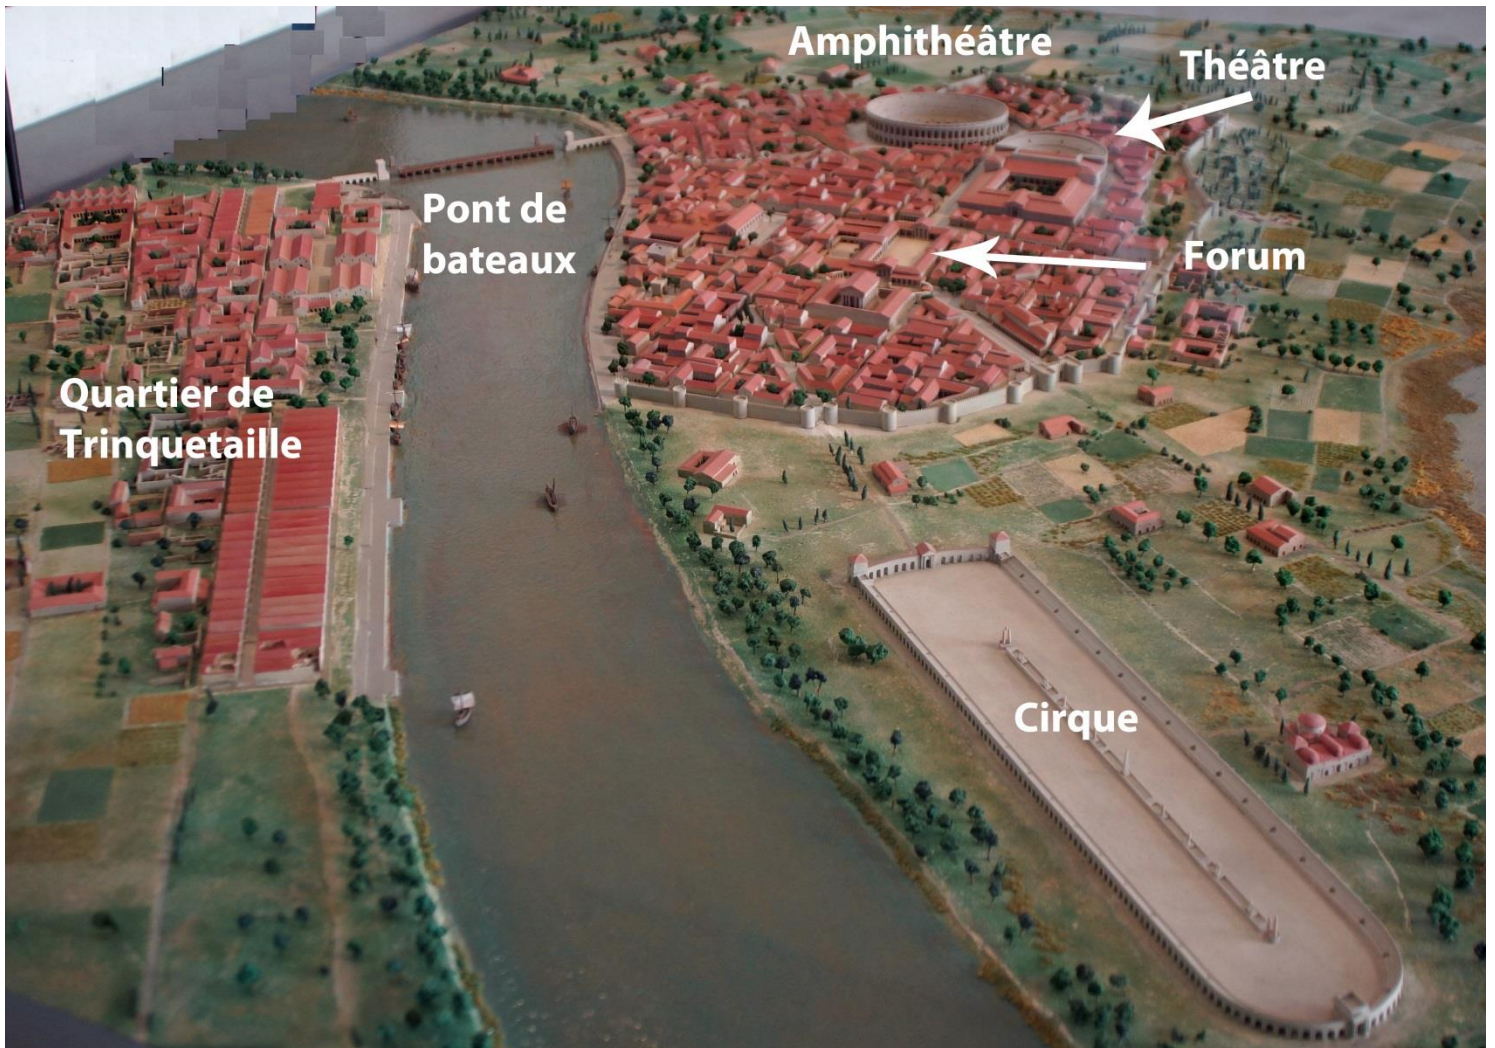 Amphithéâtre
Théâtre
Pont de
bateaux
Forum
Quartier de
Trinquetaille
Cirque